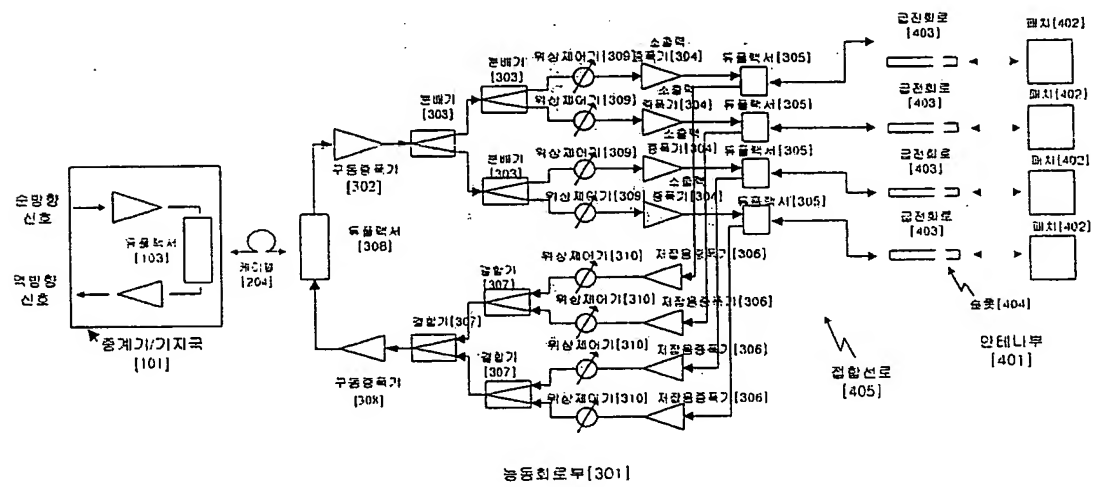 급전회로
[403]
패치[402]
소출력
위상제어기[309]
증폭기[304]
듀플랙서[305]
분배기
[303]
급전회로
[403]
패치[402]
소출력
위상제어기[309]
증폭기[304]
듀플랙서[305]
분배기
[303]
구동증폭기
[302]
급전회로
[403]
패치[402]
소출력
위상제어기[309]
증폭기[304]
듀플랙서[305]
분배기
[303]
급전회로
[403]
패치[402]
소출력
위상제어기[309]
증폭기[304]
듀플랙서[305]
순방향
신호
듀플랙서
[103]
역방향
신호
중계기/기지국
[101]
케이블
[204]
듀플랙서
[308]
위상제어기[310]
저잡음증폭기[306]
결합기
[307]
위상제어기[310]
저잡음증폭기[306]
결합기[307]
위상제어기[310]
저잡음증폭기[306]
결합기
[307]
위상제어기[310]
저잡음증폭기[306]
구동증폭기
슬롯[404]
안테나부
[401]
접합선로
[405]
능동회로부[301]